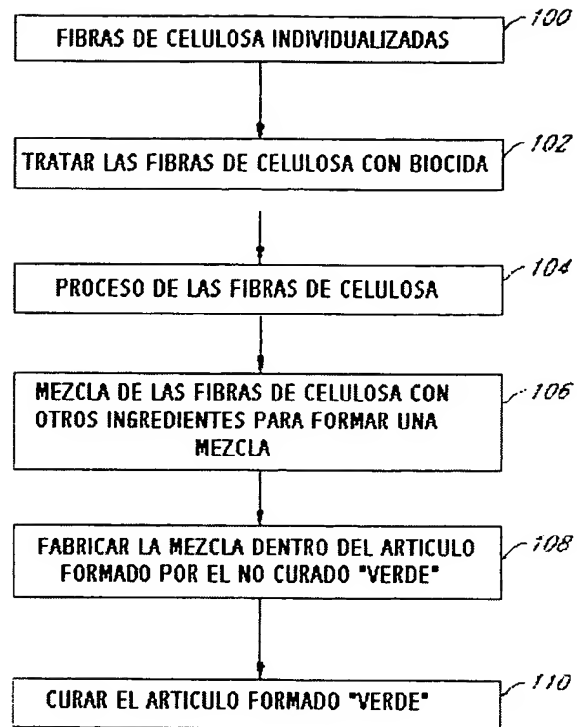 100
FIBRAS DE CELULOSA INDIVIDUALIZADAS
102
TRATAR LAS FIBRAS DE CELULOSA CON BIOCIDA
104
PROCESO DE LAS FIBRAS DE CELULOSA
106
MEZCLA DE LAS FIBRAS DE CELULOSA CON
OTROS INGREDIENTES PARA FORMAR UNA
MEZCLA
108
FABRICAR LA MEZCLA DENTRO DEL ARTICULO
FORMADO POR EL NO CURADO "VERDE"
110
CURAR EL ARTICULO FORMADO "VERDE"